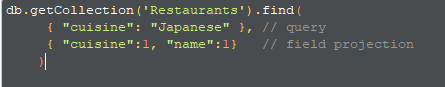 db.getCollection('Restaurants').find(
{ "cuisine": "Japanese" }, // query
{ "cuisine":1, "name":1} // field projection
)